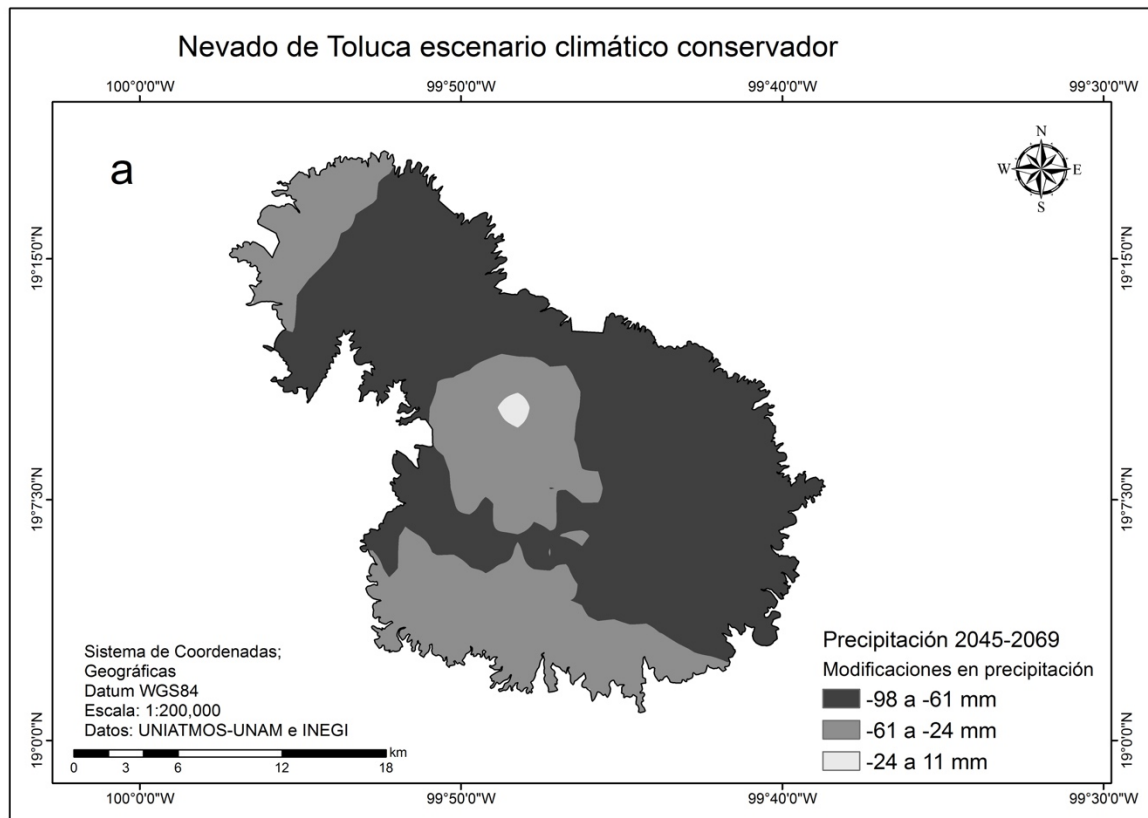 Nevado de Toluca escenario climático conservador
100°0'0"W 99°50'0"W 99°40'0"W 99°30'0"W
a
N
W E
S
19°15'0"N 19°15'0"N
19°7'30"N 19°7'30"N
19°0'0"N 19°0'0"N
Sistema de Coordenadas;
Geográficas
Datum WGS84
Escala: 1:200,000
Datos: UNIATMOS-UNAM e INEGI
km
0 3 6 12 18
Precipitación 2045-2069
Modificaciones en precipitación
-98 a -61 mm
-61 a -24 mm
-24 a 11 mm
100°0'0"W 99°50'0"W 99°40'0"W 99°30'0"W